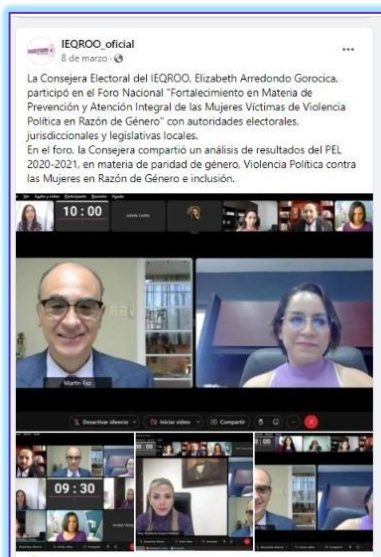 IEQROO_oficial
8 de marzo ·
La Consejera Electoral del IEQROO, Elizabeth Arredondo Gorocica,
participó en el Foro Nacional "Fortalecimiento en Materia de
Prevención y Atención Integral de las Mujeres Víctimas de Violencia
Política en Razón de Género" con autoridades electorales,
jurisdiccionales y legislativas locales.
En el foro, la Consejera compartió un análisis de resultados del PEL
2020-2021, en materia de paridad de género, Violencia Política contra
las Mujeres en Razón de Género e inclusión.
10 : 00
Martín Faz
Desactivar silencio
Iniciar video
Compartir
09 : 30